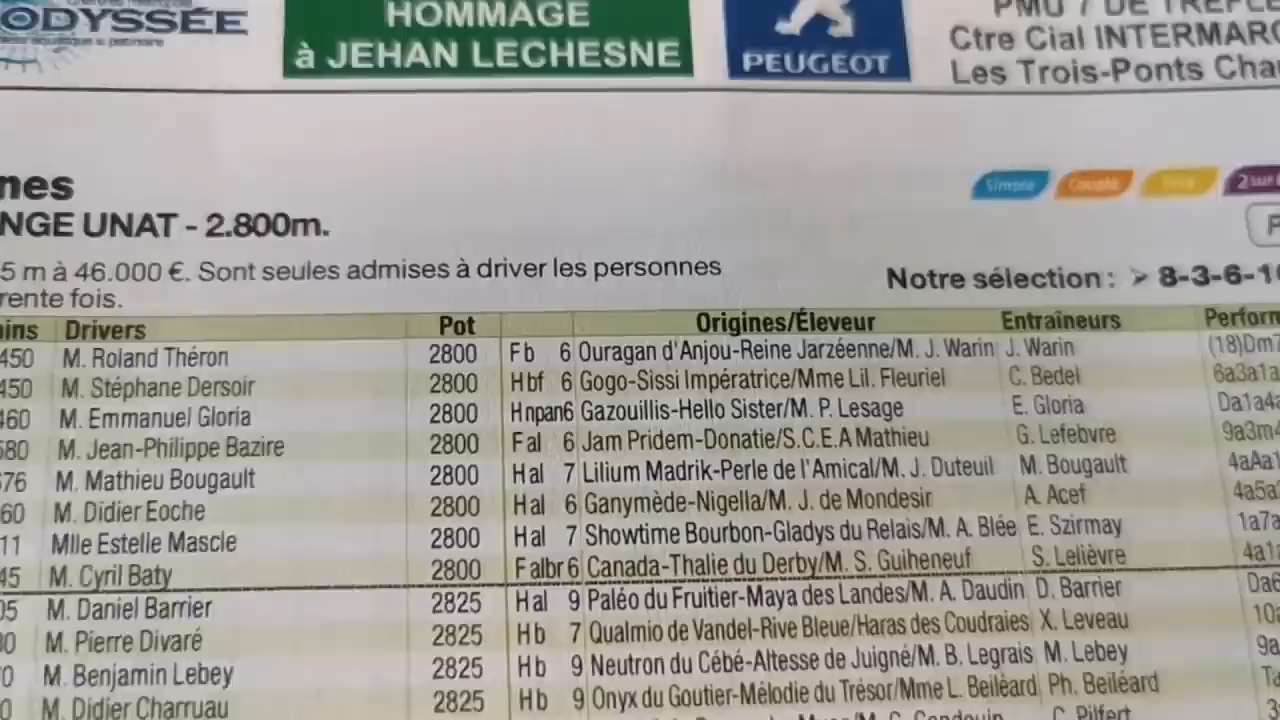 ODYSSÉE
HOMMAGE
à JEHAN LECHESNE
PEUGEOT
PMU 7 DE TREFLE
Ctre Cial INTERMARC
Les Trois-Ponts Cha
nes
Simple Couplé 2 sur
NGE UNAT - 2.800m.
5 m à 46.000 €. Sont seules admises à driver les personnes
rente fois.
Notre sélection : ➤ 8-3-6-1
ins Drivers Pot Origines/Éleveur Entraîneurs Perform
450 M. Roland Théron 2800 Fb 6 Ouragan d'Anjou-Reine Jarzéenne/M. J. Warin J. Warin (18)Dm7
450 M. Stéphane Dersoir 2800 Hbf 6 Gogo-Sissi Impératrice/Mme Lil. Fleuriel C. Bedel 6a3a1a
460 M. Emmanuel Gloria 2800 Hnpan6 Gazouillis-Hello Sister/M. P. Lesage E. Gloria Da1a4a
580 M. Jean-Philippe Bazire 2800 Fal 6 Jam Pridem-Donatie/S.C.E.A Mathieu G. Lefebvre 9a3m4
76 M. Mathieu Bougault 2800 Hal 7 Lilium Madrik-Perle de l'Amical/M. J. Duteuil M. Bougault 4aAa1
60 M. Didier Eoche 2800 Hal 6 Ganymède-Nigella/M. J. de Mondesir A. Acef 4a5a
11 Mlle Estelle Mascle 2800 Hal 7 Showtime Bourbon-Gladys du Relais/M. A. Blée E. Szirmay 1a7a
45 M. Cyril Baty 2800 Falbr6 Canada-Thalie du Derby/M. S. Guiheneuf S. Lelièvre 4a1
05 M. Daniel Barrier 2825 Hal 9 Paléo du Fruitier-Maya des Landes/M. A. Daudin D. Barrier Da6
0 M. Pierre Divaré 2825 Hb 7 Qualmio de Vandel-Rive Bleue/Haras des Coudraies X. Leveau 10
0 M. Benjamin Lebey 2825 Hb 9 Neutron du Cébé-Altesse de Juigné/M. B. Legrais M. Lebey 9a
0 M. Didier Charruau 2825 Hb 9 Onyx du Goutier-Mélodie du Trésor/Mme L. Beiléard Ph. Beiléard
C. Pilfert